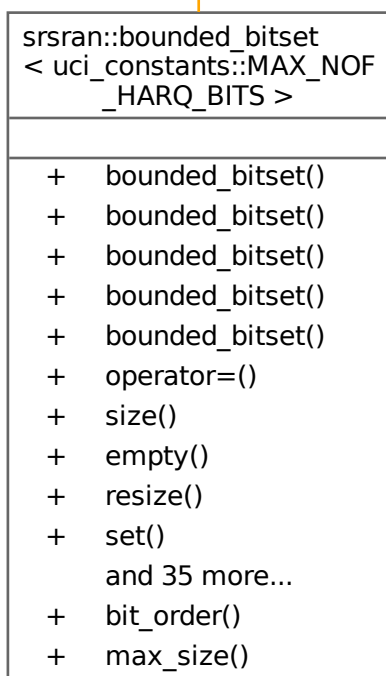 srsran::bounded_bitset
< uci_constants::MAX_NOF
_HARQ_BITS >
+ bounded_bitset()
+ bounded_bitset()
+ bounded_bitset()
+ bounded_bitset()
+ bounded_bitset()
+ operator=()
+ size()
+ empty()
+ resize()
+ set()
and 35 more...
+ bit_order()
+ max_size()